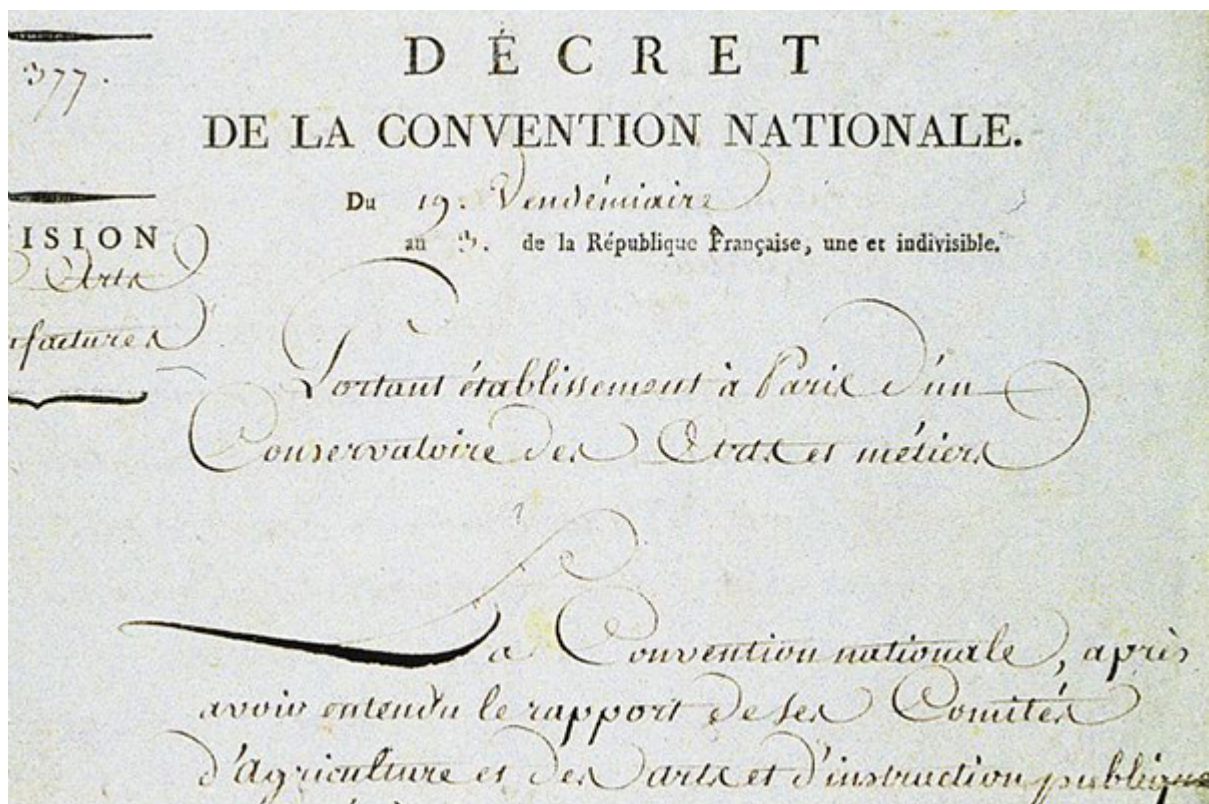 377.
DÉCRET
DE LA CONVENTION NATIONALE.
Du 19. Vendémiaire
an 3. de la République Française, une et indivisible.
ISION
Arts
factures
Portant établissement à Paris d'un
Conservatoire des Arts et métiers
La Convention nationale, après
avoir entendu le rapport de ses Comités
d'Agriculture et des arts et d'instruction publique